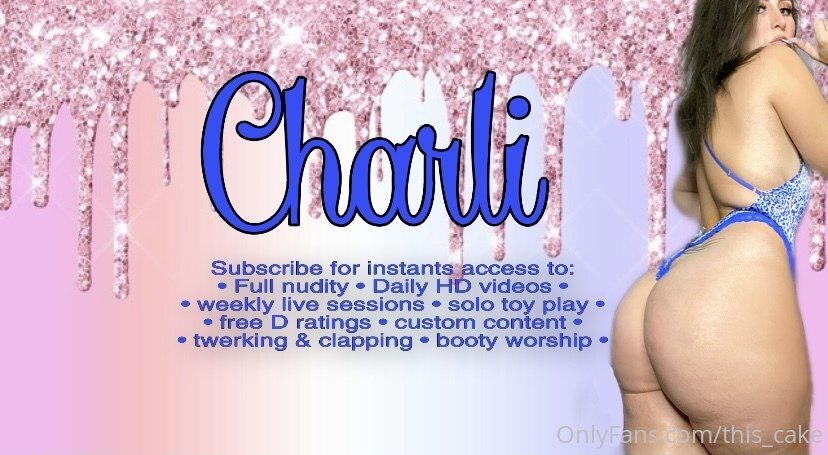 Charli
Subscribe for instants access to:
• Full nudity • Daily HD videos •
• weekly live sessions • solo toy play •
• free D ratings • custom content •
• twerking & clapping • booty worship •
OnlyFans.com/this_cake